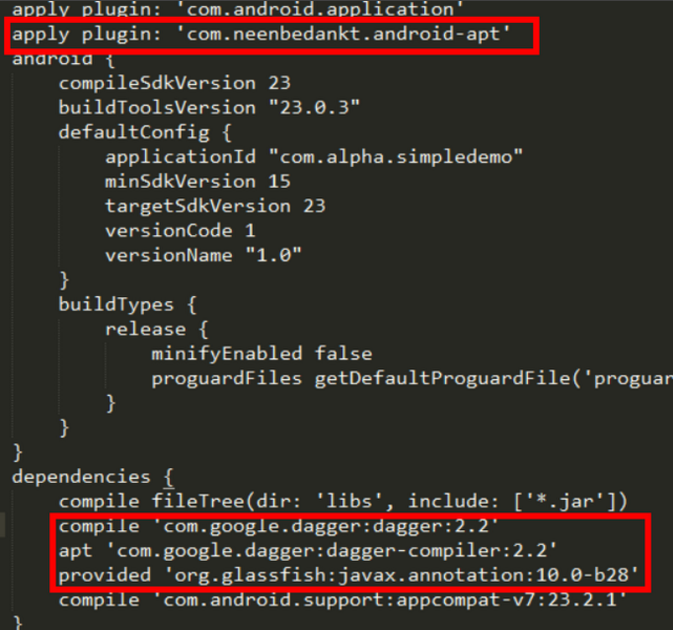 apply plugin: 'com.android.application'
apply plugin: 'com.neenbedankt.android-apt'
android {
compileSdkVersion 23
buildToolsVersion "23.0.3"
defaultConfig {
applicationId "com.alpha.simpledemo"
minSdkVersion 15
targetSdkVersion 23
versionCode 1
versionName "1.0"
}
buildTypes {
release {
minifyEnabled false
proguardFiles getDefaultProguardFile('proguar
}
}
}
dependencies {
compile fileTree(dir: 'libs', include: ['*.jar'])
compile 'com.google.dagger:dagger:2.2'
apt 'com.google.dagger:dagger-compiler:2.2'
provided 'org.glassfish:javax.annotation:10.0-b28'
compile 'com.android.support:appcompat-v7:23.2.1'
}